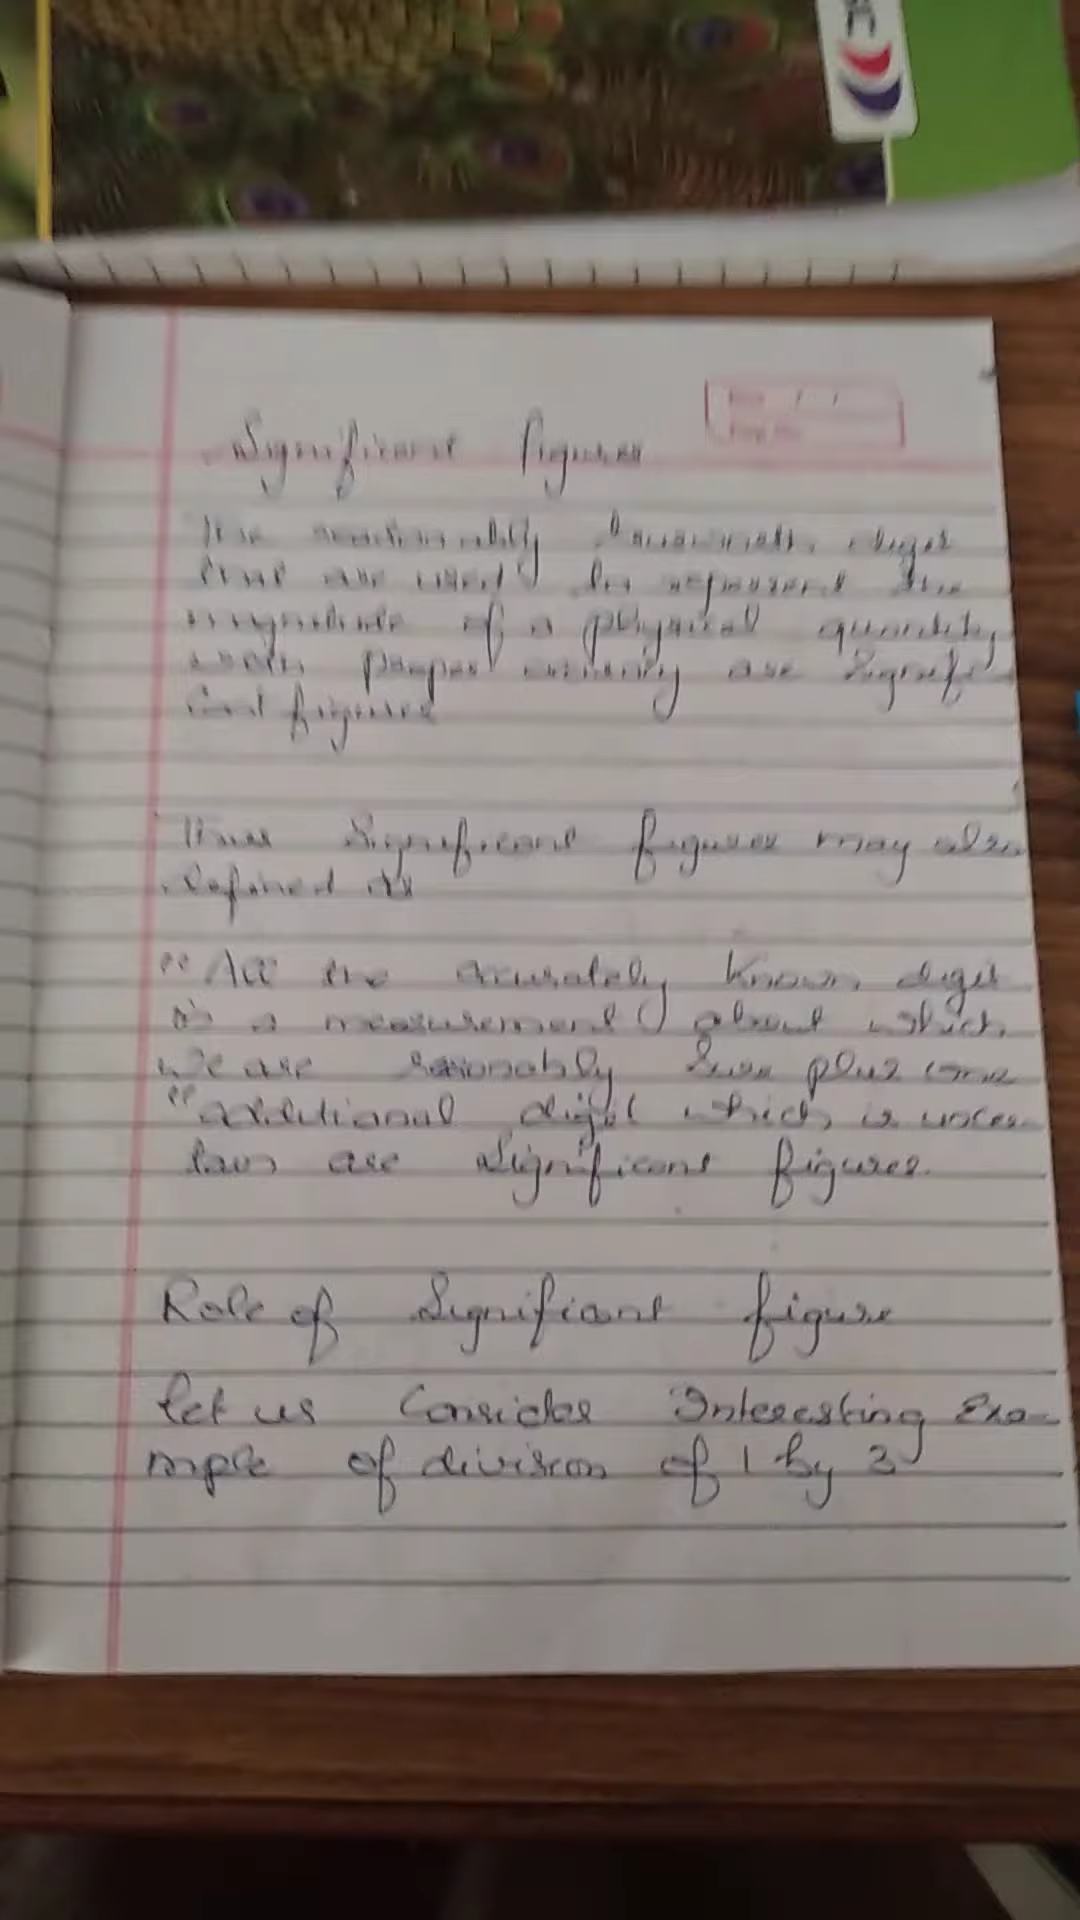 Significant figures
The reasonably digit
that are used to represent the
magnitude of a physical quantity
with proper are Signifi
cant figures
Thus Significant figures may also
defined as
"All the accurately known digit
in a measurement about which
we are reasonably sure plus one
"additional digit which is uncer
tain are Significant figures.
Role of Significant figure
let us Consider Interesting Exa-
mple of division of 1 by 3